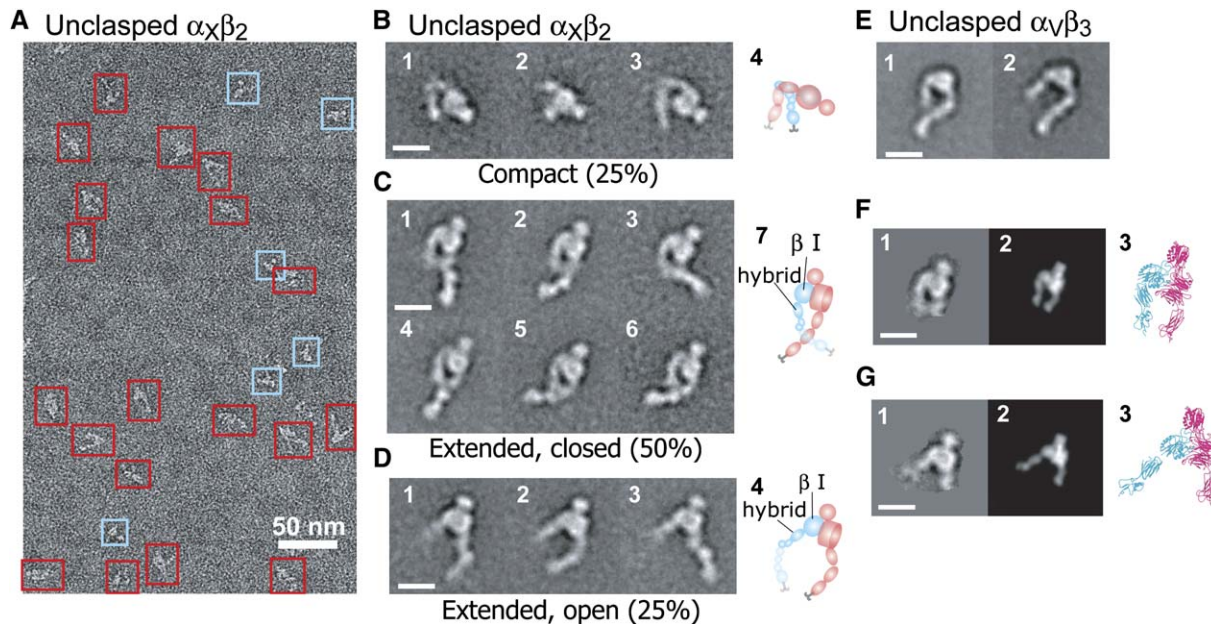 A Unclasped αXβ2
50 nm
B Unclasped αXβ2
1 2 3 4
Compact (25%)
C
1 2 3
4 5 6
7
β I
hybrid
Extended, closed (50%)
D
1 2 3
4
β I
hybrid
Extended, open (25%)
E Unclasped αVβ3
1 2
F
1 2 3
G
1 2 3